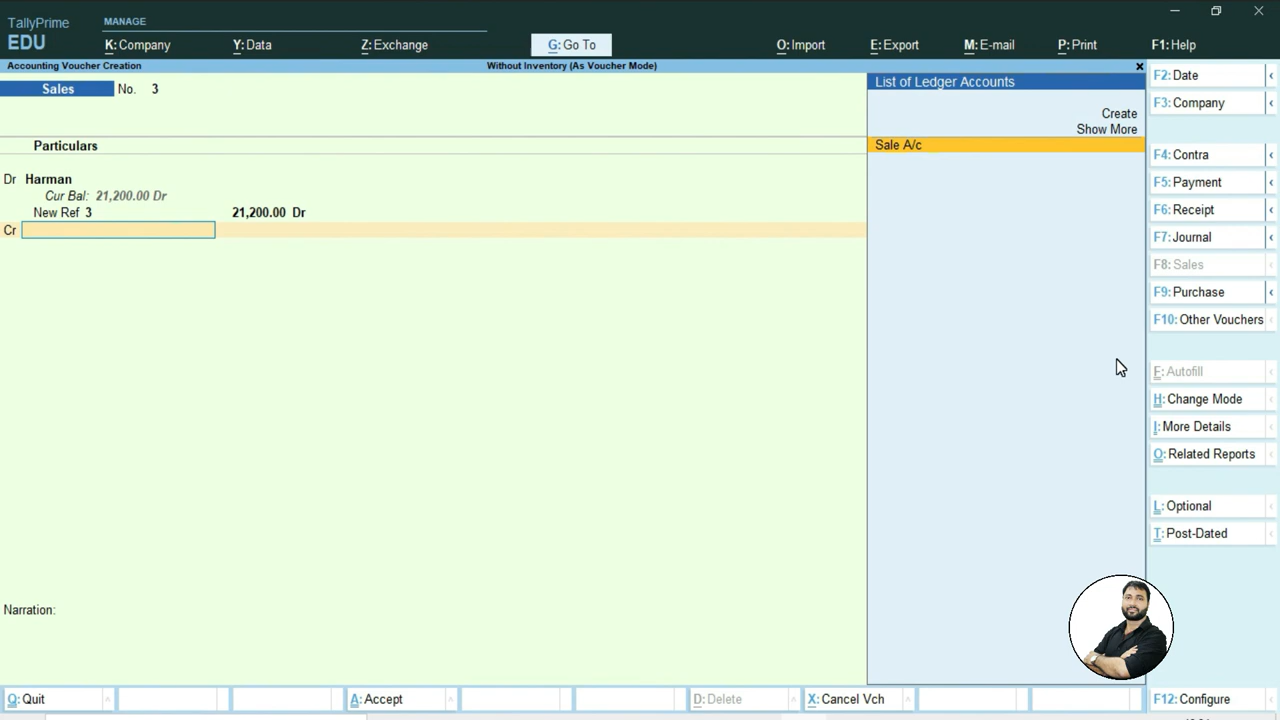 TallyPrime
EDU
MANAGE
K: Company
Y: Data
Z: Exchange
G: Go To
O: Import
E: Export
M: E-mail
P: Print
F1: Help
Accounting Voucher Creation
Without Inventory (As Voucher Mode)
Sales No. 3
Particulars
Dr Harman
Cur Bal: 21,200.00 Dr
New Ref 3 21,200.00 Dr
Cr
Narration:
List of Ledger Accounts
Create
Show More
Sale A/c
F2: Date
F3: Company
F4: Contra
F5: Payment
F6: Receipt
F7: Journal
F8: Sales
F9: Purchase
F10: Other Vouchers
F: Autofill
H: Change Mode
I: More Details
O: Related Reports
L: Optional
T: Post-Dated
Q: Quit
A: Accept
D: Delete
X: Cancel Vch
F12: Configure